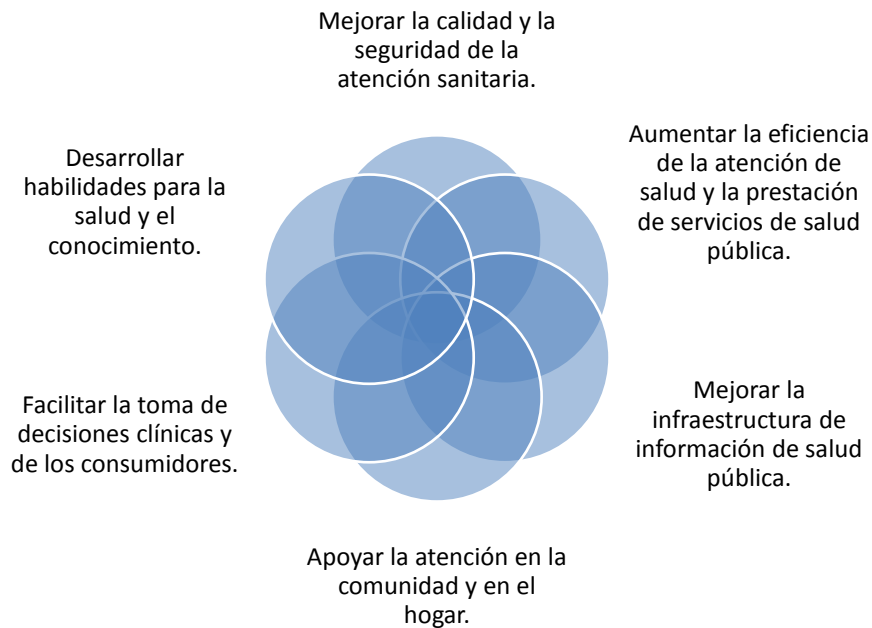 Mejorar la calidad y la
seguridad de la
atención sanitaria.
Aumentar la eficiencia
de la atención de
salud y la prestación
de servicios de salud
pública.
Mejorar la
infraestructura de
información de salud
pública.
Apoyar la atención en la
comunidad y en el
hogar.
Facilitar la toma de
decisiones clínicas y
de los consumidores.
Desarrollar
habilidades para la
salud y el
conocimiento.